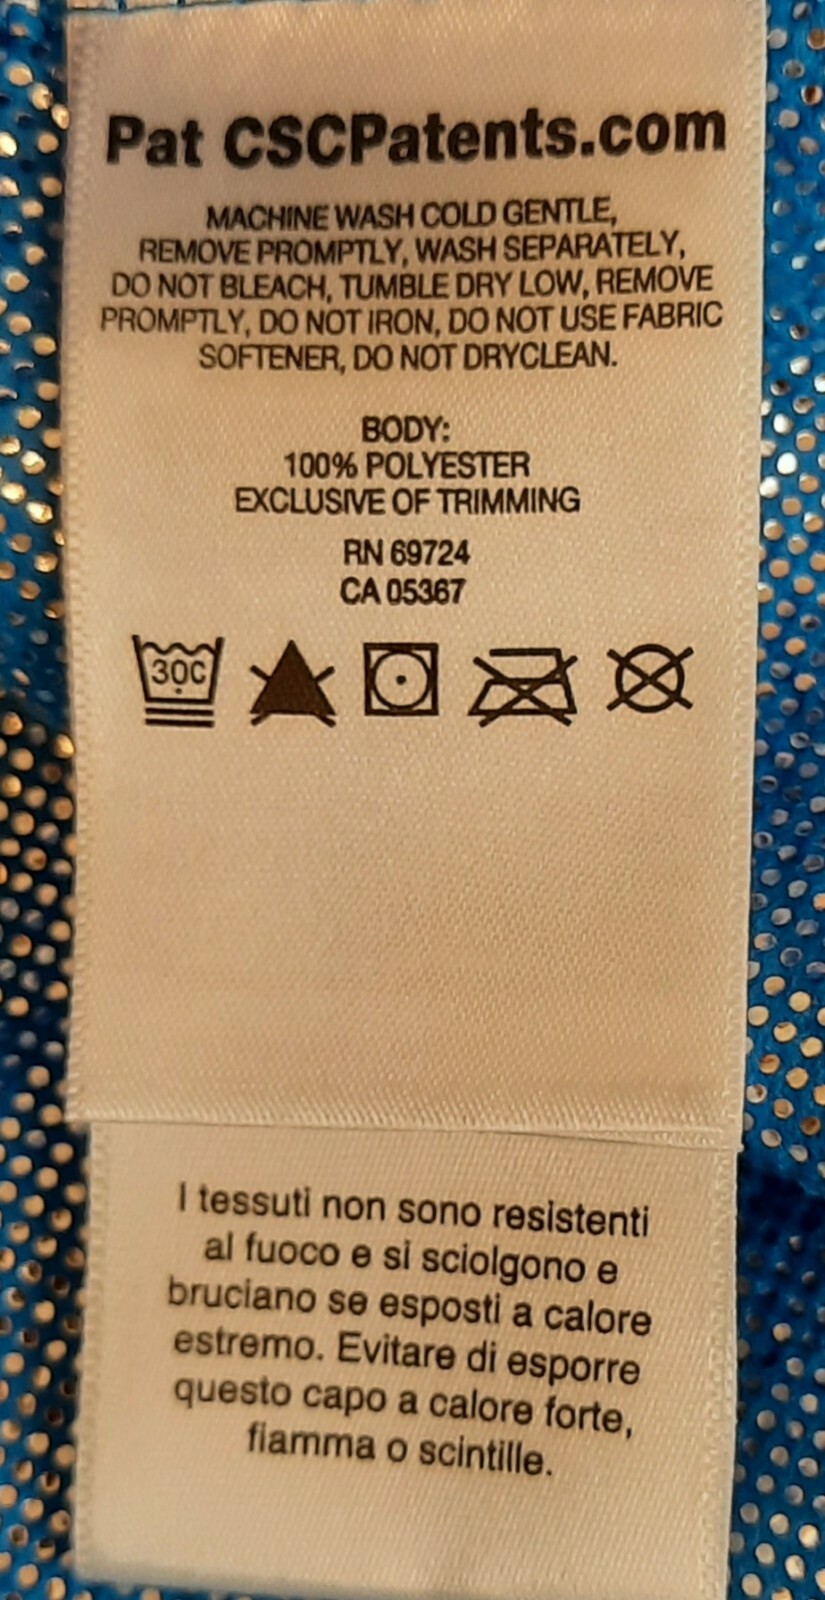 Pat CSCPatents.com
MACHINE WASH COLD GENTLE,
REMOVE PROMPTLY, WASH SEPARATELY,
DO NOT BLEACH, TUMBLE DRY LOW, REMOVE
PROMPTLY, DO NOT IRON, DO NOT USE FABRIC
SOFTENER, DO NOT DRYCLEAN.
BODY:
100% POLYESTER
EXCLUSIVE OF TRIMMING
RN 69724
CA 05367
30C
I tessuti non sono resistenti
al fuoco e si sciolgono e
bruciano se esposti a calore
estremo. Evitare di esporre
questo capo a calore forte,
fiamma o scintille.